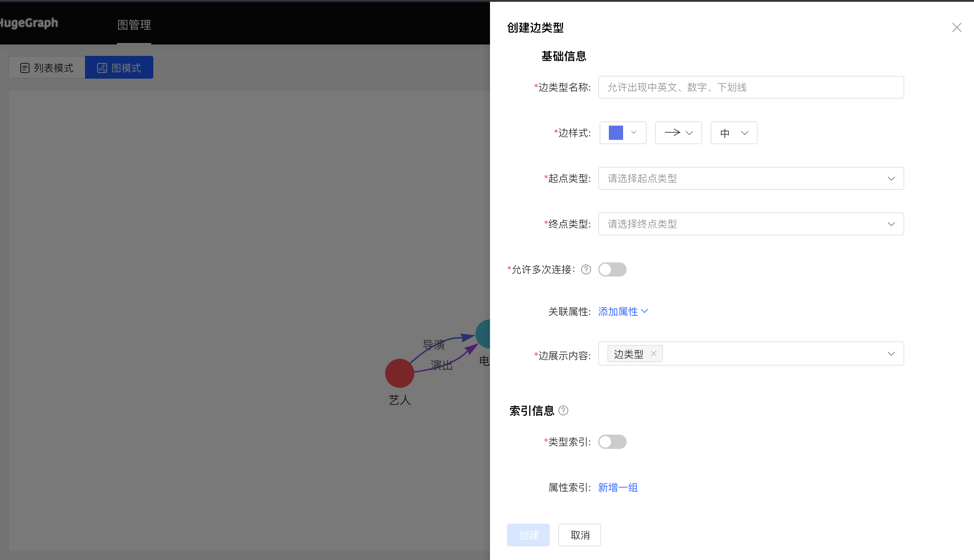 HugeGraph
图管理
列表模式
图模式
导演
演出
艺人
电
创建边类型
基础信息
*边类型名称:
允许出现中英文、数字、下划线
*边样式:
中
*起点类型:
请选择起点类型
*终点类型:
请选择终点类型
*允许多次连接:
关联属性:
添加属性
*边展示内容:
边类型
索引信息
*类型索引:
属性索引:
新增一组
创建
取消